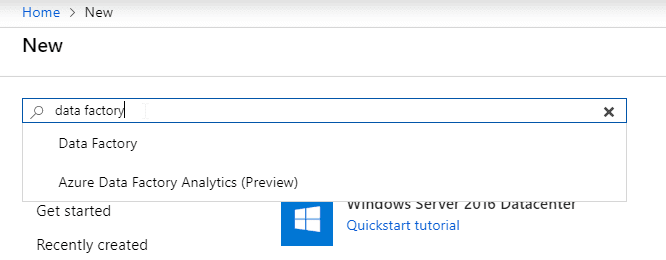 Home > New
New
data factory
Data Factory
Azure Data Factory Analytics (Preview)
Get started
Windows Server 2016 Datacenter
Quickstart tutorial
Recently created